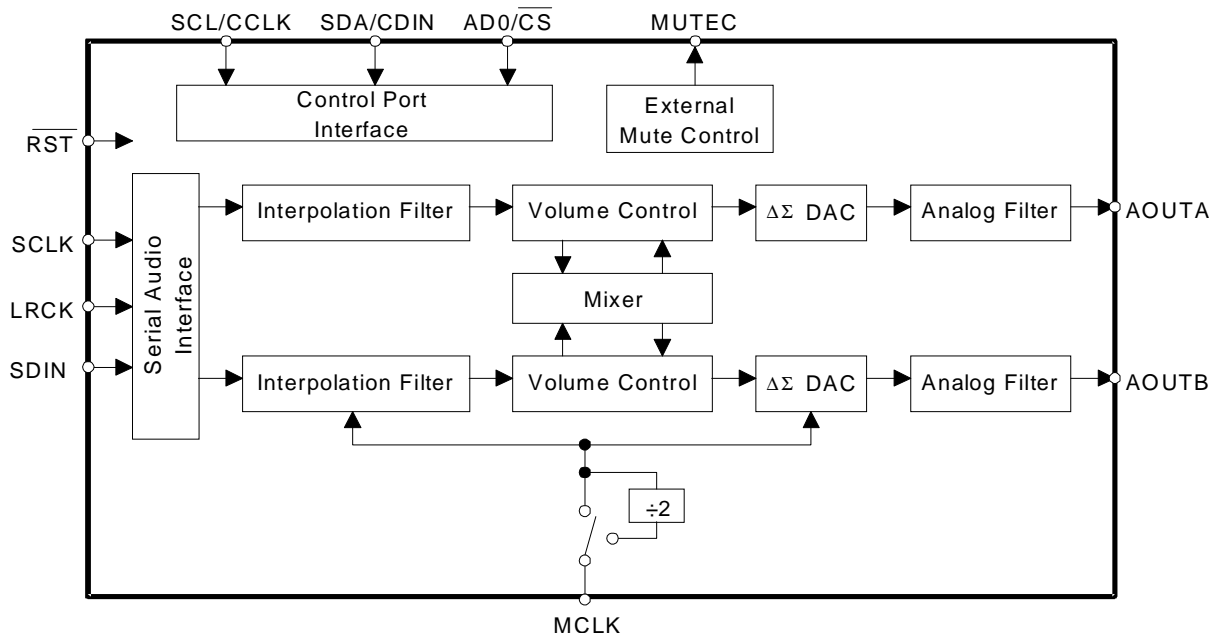 SCL/CCLK SDA/CDIN AD0/C̅S̅ MUTEC
Control Port
Interface
External
Mute Control
R̅S̅T̅
SCLK
LRCK
SDIN
Serial Audio
Interface
Interpolation Filter
Volume Control
ΔΣ DAC
Analog Filter
AOUTA
Mixer
Interpolation Filter
Volume Control
ΔΣ DAC
Analog Filter
AOUTB
÷2
MCLK